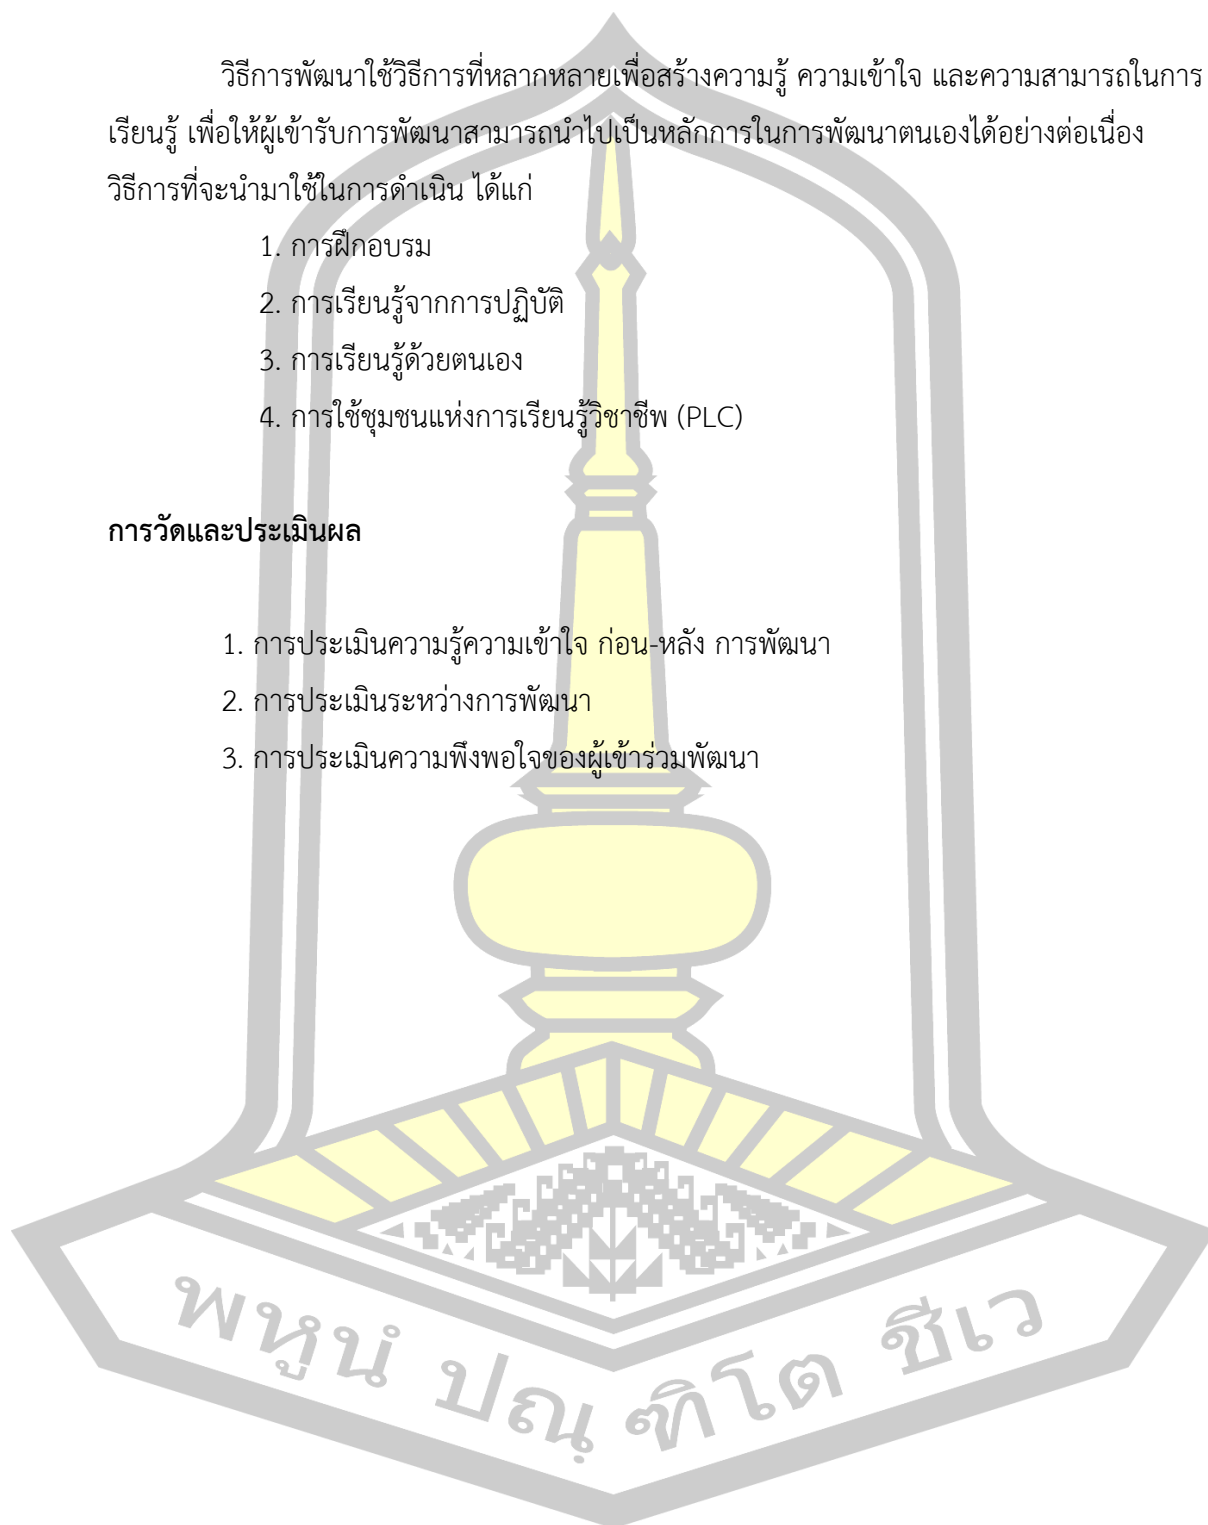 วิธีการพัฒนาใช้วิธีการที่หลากหลายเพื่อสร้างความรู้ ความเข้าใจ และความสามารถในการ
เรียนรู้ เพื่อให้ผู้เข้ารับการพัฒนาสามารถนำไปเป็นหลักการในการพัฒนาตนเองได้อย่างต่อเนื่อง
วิธีการที่จะนำมาใช้ในการดำเนิน ได้แก่
1. การฝึกอบรม
2. การเรียนรู้จากการปฏิบัติ
3. การเรียนรู้ด้วยตนเอง
4. การใช้ชุมชนแห่งการเรียนรู้วิชาชีพ (PLC)
การวัดและประเมินผล
1. การประเมินความรู้ความเข้าใจ ก่อน-หลัง การพัฒนา
2. การประเมินระหว่างการพัฒนา
3. การประเมินความพึงพอใจของผู้เข้าร่วมพัฒนา
พหูนํ ปณฺ ฑิโต ชีเว